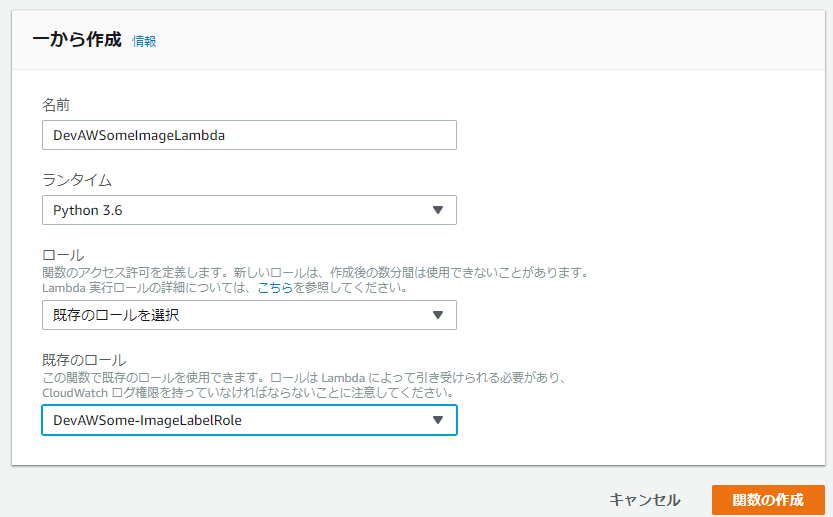 一から作成 情報
名前
DevAWSomeImageLambda
ランタイム
Python 3.6
ロール
関数のアクセス許可を定義します。新しいロールは、作成後の数分間は使用できないことがあります。
Lambda 実行ロールの詳細については、こちらを参照してください。
既存のロールを選択
既存のロール
この関数で既存のロールを使用できます。ロールは Lambda によって引き受けられる必要があり、
CloudWatch ログ権限を持っていなければならないことに注意してください。
DevAWSome-ImageLabelRole
キャンセル 関数の作成